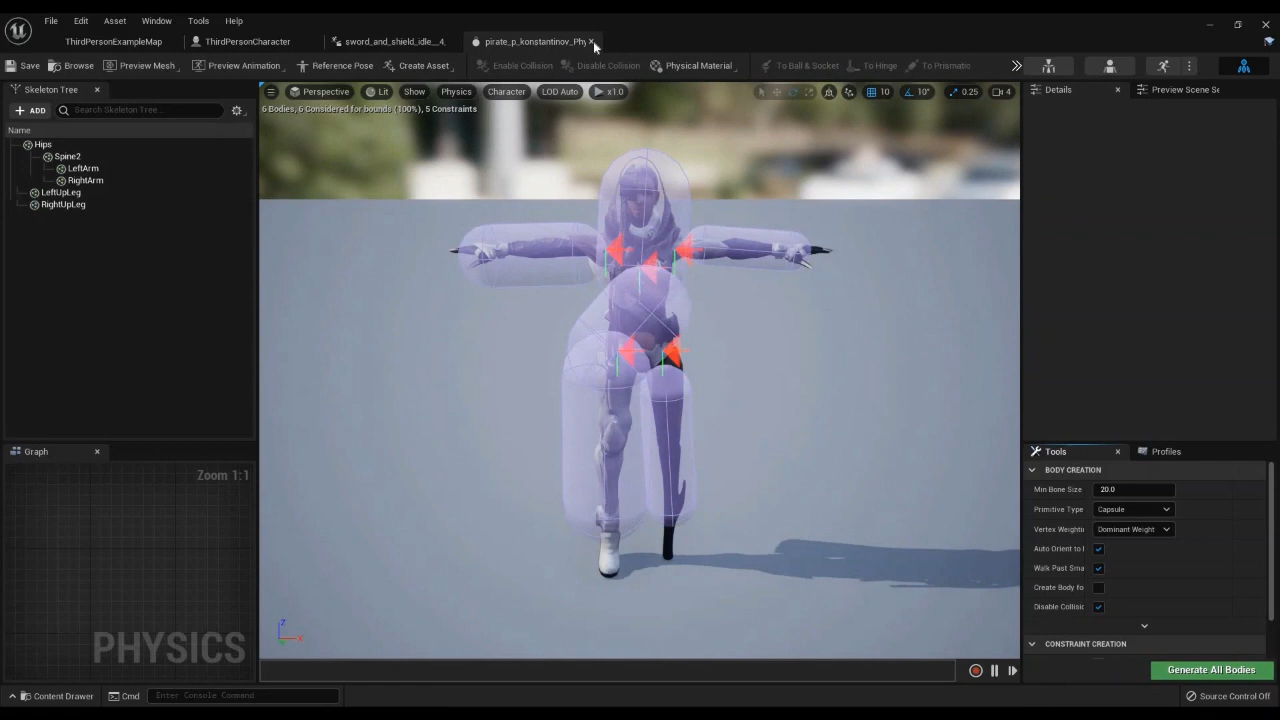 File Edit Asset Window Tools Help
ThirdPersonExampleMap ThirdPersonCharacter sword_and_shield_idle__4_ pirate_p_konstantinov_Phy
Save Browse Preview Mesh Preview Animation Reference Pose Create Asset Enable Collision Disable Collision Physical Material To Ball & Socket To Hinge To Prismatic
Skeleton Tree
ADD Search Skeleton Tree...
Name
Hips
Spine2
LeftArm
RightArm
LeftUpLeg
RightUpLeg
Perspective Lit Show Physics Character LOD Auto x1.0 10 10° 0.25 4
6 Bodies, 6 Considered for bounds (100%), 5 Constraints
Z
X
Graph
Zoom 1:1
PHYSICS
Details Preview Scene Se
Tools Profiles
BODY CREATION
Min Bone Size 20.0
Primitive Type Capsule
Vertex Weightin Dominant Weight
Auto Orient to
Walk Past Sma
Create Body fo
Disable Collisic
CONSTRAINT CREATION
Generate All Bodies
Content Drawer Cmd Enter Console Command Source Control Off